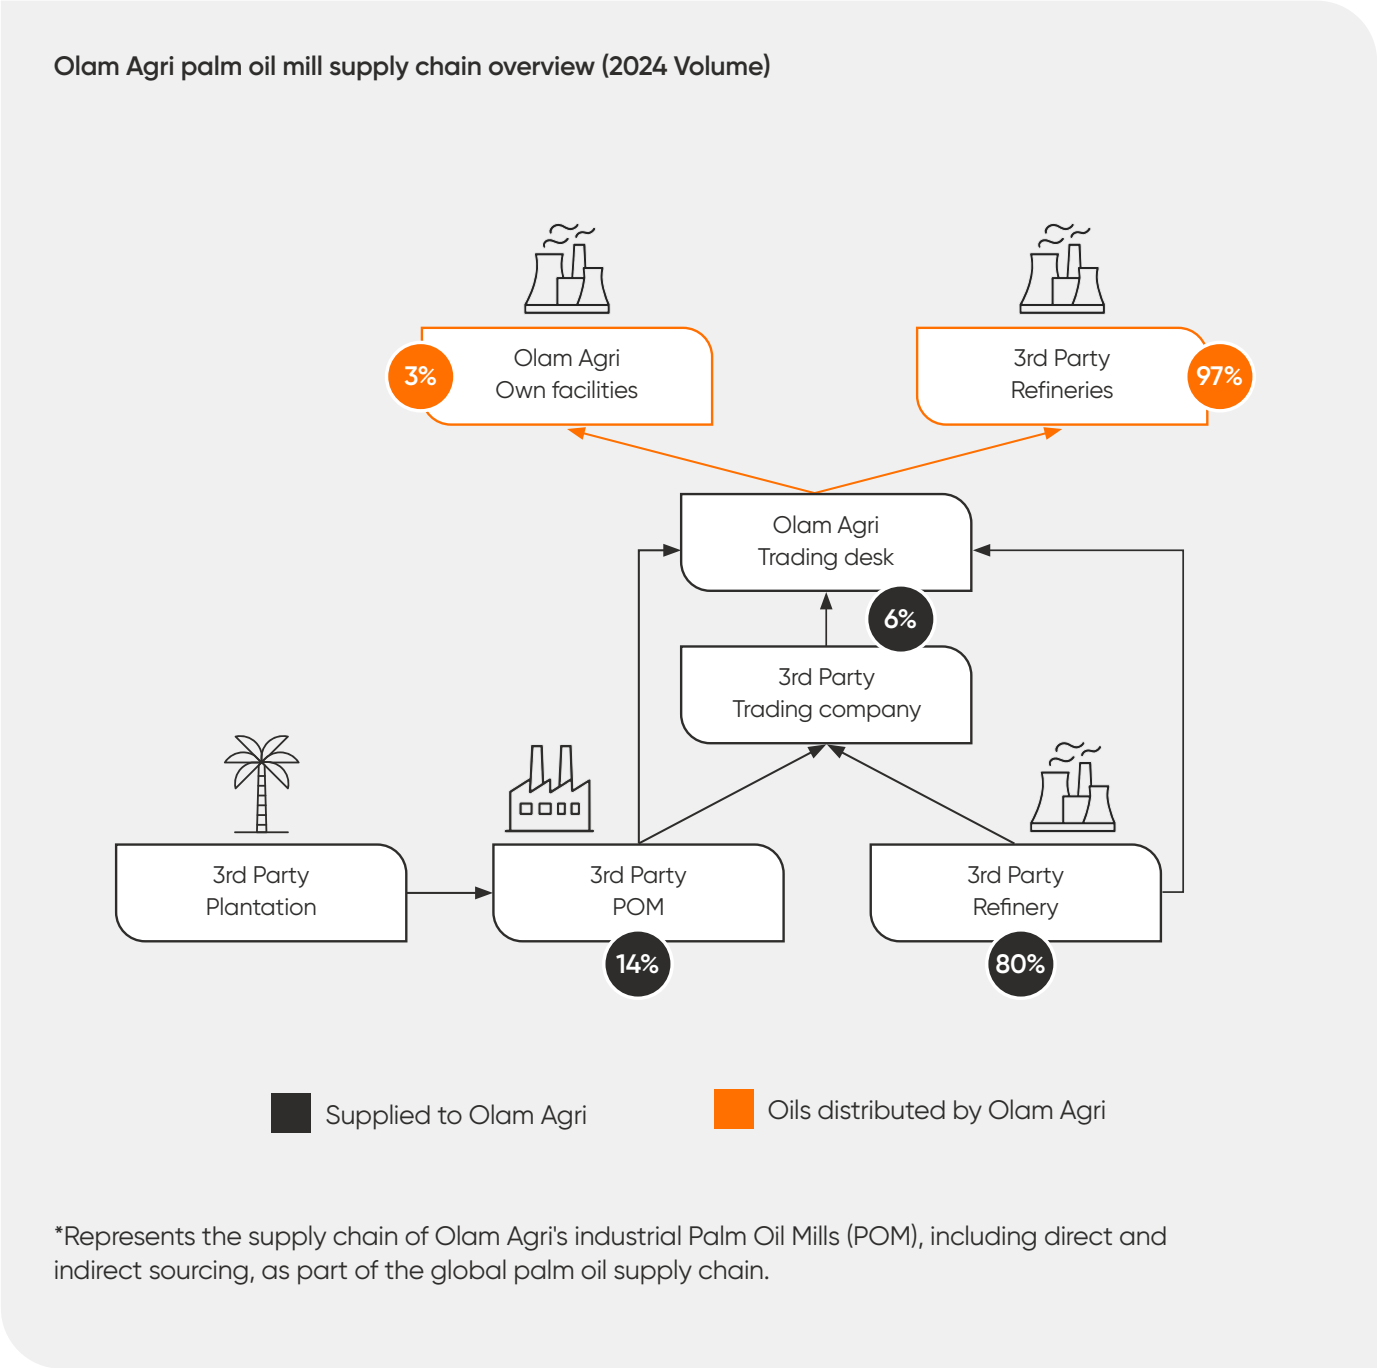 Olam Agri palm oil mill supply chain overview (2024 Volume)
Olam Agri
Own facilities
3%
3rd Party
Refineries
97%
Olam Agri
Trading desk
6%
3rd Party
Trading company
3rd Party
Plantation
3rd Party
POM
14%
3rd Party
Refinery
80%
Supplied to Olam Agri
Oils distributed by Olam Agri
*Represents the supply chain of Olam Agri's industrial Palm Oil Mills (POM), including direct and
indirect sourcing, as part of the global palm oil supply chain.